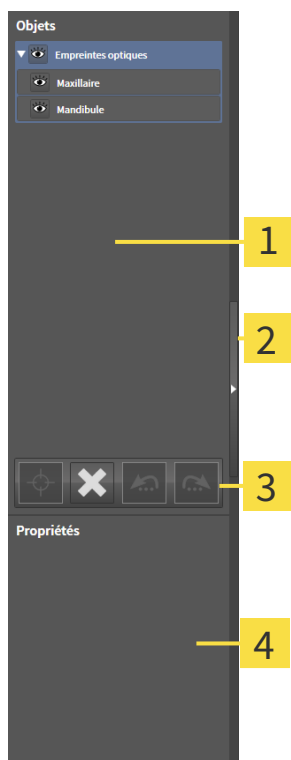 Objets
Empreintes optiques
Maxillaire
Mandibule
1
2
3
Propriétés
4